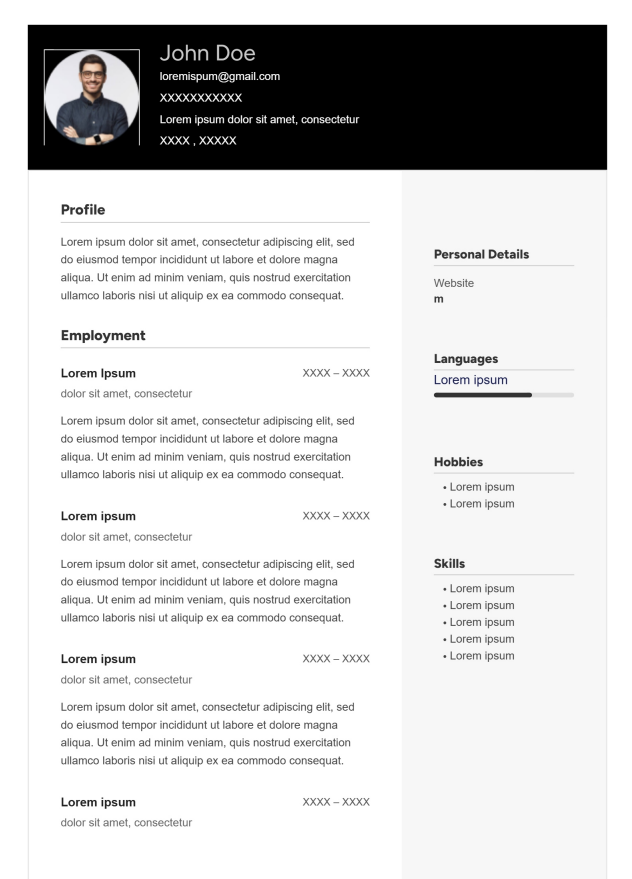 John Doe
loremispum@gmail.com
XXXXXXXXXXX
Lorem ipsum dolor sit amet, consectetur
XXXX , XXXXX
Profile
Lorem ipsum dolor sit amet, consectetur adipiscing elit, sed
do eiusmod tempor incididunt ut labore et dolore magna
aliqua. Ut enim ad minim veniam, quis nostrud exercitation
ullamco laboris nisi ut aliquip ex ea commodo consequat.
Employment
Lorem Ipsum XXXX – XXXX
dolor sit amet, consectetur
Lorem ipsum dolor sit amet, consectetur adipiscing elit, sed
do eiusmod tempor incididunt ut labore et dolore magna
aliqua. Ut enim ad minim veniam, quis nostrud exercitation
ullamco laboris nisi ut aliquip ex ea commodo consequat.
Lorem ipsum XXXX – XXXX
dolor sit amet, consectetur
Lorem ipsum dolor sit amet, consectetur adipiscing elit, sed
do eiusmod tempor incididunt ut labore et dolore magna
aliqua. Ut enim ad minim veniam, quis nostrud exercitation
ullamco laboris nisi ut aliquip ex ea commodo consequat.
Lorem ipsum XXXX – XXXX
dolor sit amet, consectetur
Lorem ipsum dolor sit amet, consectetur adipiscing elit, sed
do eiusmod tempor incididunt ut labore et dolore magna
aliqua. Ut enim ad minim veniam, quis nostrud exercitation
ullamco laboris nisi ut aliquip ex ea commodo consequat.
Lorem ipsum XXXX – XXXX
dolor sit amet, consectetur
Personal Details
Website
m
Languages
Lorem ipsum
Hobbies
• Lorem ipsum
• Lorem ipsum
Skills
• Lorem ipsum
• Lorem ipsum
• Lorem ipsum
• Lorem ipsum
• Lorem ipsum